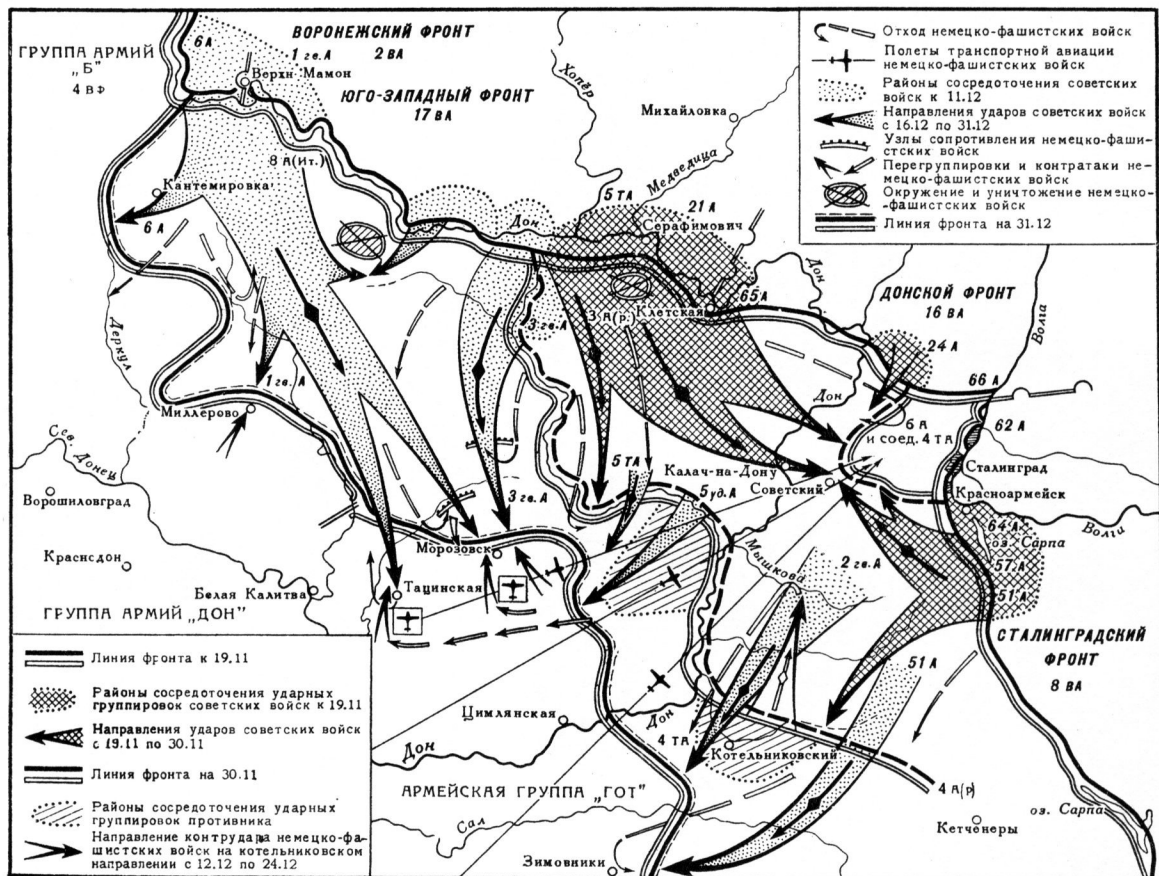 ГРУППА АРМИЙ
„Б"
4 ВФ
6 А
ВОРОНЕЖСКИЙ ФРОНТ
1 гв. А
2 ВА
Верхн Мамон
ЮГО-ЗАПАДНЫЙ ФРОНТ
17 ВА
Хопёр
Михайловка
Медведица
8 А (Ит.)
Кантемировка
6 А
5 ТА
21 А
Дон
Серафимович
Отход немецко-фашистских войск
Полеты транспортной авиации
немецко-фашистских войск
Районы сосредоточения советских
войск к 11.12
Направления ударов советских войск
с 16.12 по 31.12
Узлы сопротивления немецко-фаши-
стских войск
Перегруппировки и контратаки не-
мецко-фашистских войск
Окружение и уничтожение немецко-
-фашистских войск
Линия фронта на 31.12
Дон
65 А
Клетская
3 А (р.
3 гв. А
ДОНСКОЙ ФРОНТ
16 ВА
Волга
24 А
66 А
Деркул
1 гв. А
Миллерово
Дон
6 А
и соед. 4 ТА
62 А
Сталинград
Сев.
Донец
Ворошиловград
5 ТА
Калач-на-Дону
Советский
Красноармейск
3 гв. А
5 уд. А
Волга
64 А
оз. Сарпа
57 А
51 А
Краснсдон
Морозовск
Мышкова
2 гв. А
Белая Калитва
Тацинская
ГРУППА АРМИЙ „ДОН"
СТАЛИНГРАДСКИЙ
ФРОНТ
8 ВА
51 А
Линия фронта к 19.11
Районы сосредоточения ударных
группировок советских войск к 19.11
Направления ударов советских войск
с 19.11 по 30.11
Линия фронта на 30.11
Районы сосредоточения ударных
группировок противника
Направление контрудара немецко-фа-
шистских войск на котельниковском
направлении с 12.12 по 24.12
Цимлянская
Дон
Дон
4 ТА
Котельниковский
АРМЕЙСКАЯ ГРУППА „ГОТ"
4 А (р)
Сал
Кетченеры
оз. Сарпа
Зимовники